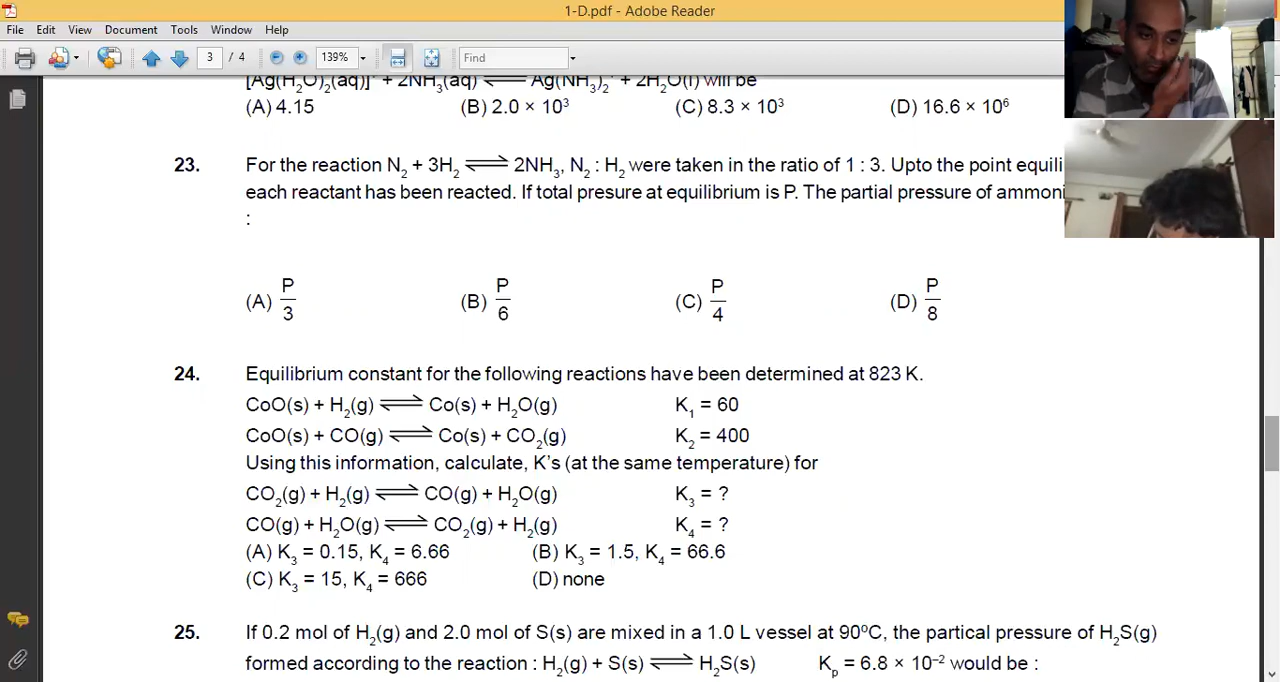 1-D.pdf - Adobe Reader
File Edit View Document Tools Window Help
3 / 4 139% Find
[Ag(H2O)2(aq)]+ + 2NH3(aq) ⇌ Ag(NH3)2+ + 2H2O(l) will be
(A) 4.15 (B) 2.0 × 10³ (C) 8.3 × 10³ (D) 16.6 × 10⁶
23. For the reaction N₂ + 3H₂ ⇌ 2NH₃, N₂ : H₂ were taken in the ratio of 1 : 3. Upto the point
each reactant has been reacted. If total presure at equilibrium is P. The partial pressure of
:
(A) P/3 (B) P/6 (C) P/4 (D) P/8
24. Equilibrium constant for the following reactions have been determined at 823 K.
CoO(s) + H₂(g) ⇌ Co(s) + H₂O(g) K₁ = 60
CoO(s) + CO(g) ⇌ Co(s) + CO₂(g) K₂ = 400
Using this information, calculate, K's (at the same temperature) for
CO₂(g) + H₂(g) ⇌ CO(g) + H₂O(g) K₃ = ?
CO(g) + H₂O(g) ⇌ CO₂(g) + H₂(g) K₄ = ?
(A) K₃ = 0.15, K₄ = 6.66 (B) K₃ = 1.5, K₄ = 66.6
(C) K₃ = 15, K₄ = 666 (D) none
25. If 0.2 mol of H₂(g) and 2.0 mol of S(s) are mixed in a 1.0 L vessel at 90ºC, the partical pressure of H₂S(g)
formed according to the reaction : H₂(g) + S(s) ⇌ H₂S(s) Kₚ = 6.8 × 10⁻² would be :